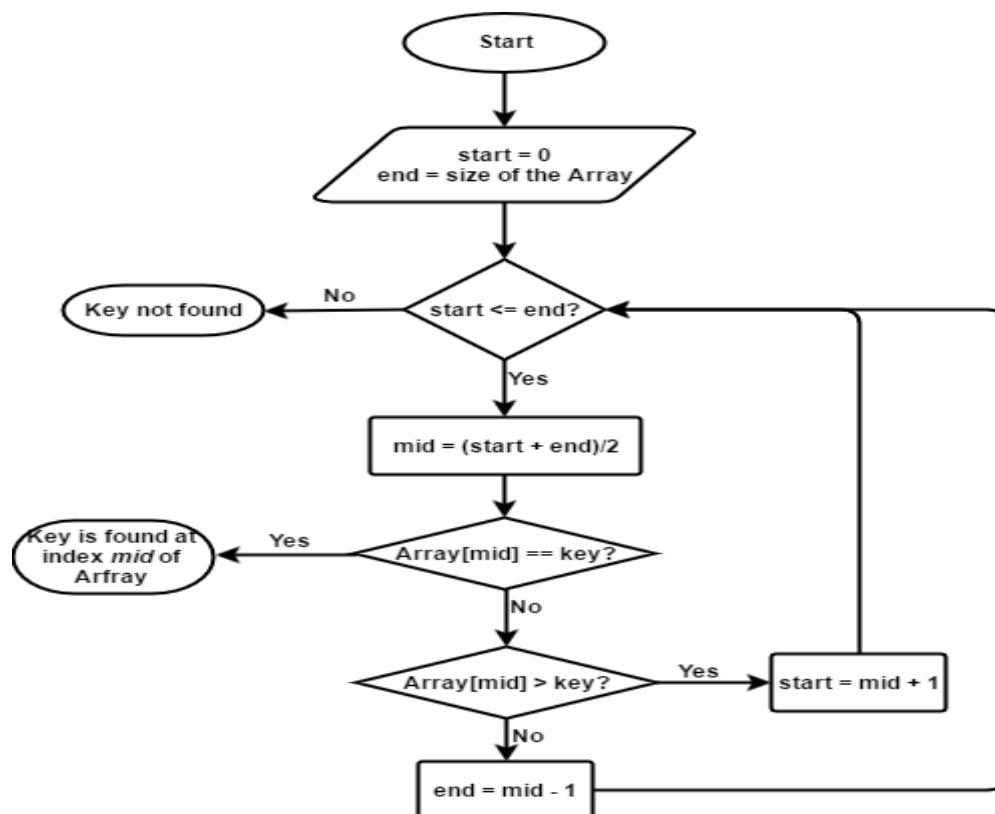 Start
start = 0
end = size of the Array
No
Key not found
start <= end?
Yes
mid = (start + end)/2
Key is found at
index mid of
Arfray
Yes
Array[mid] == key?
No
Array[mid] > key?
Yes
start = mid + 1
No
end = mid - 1